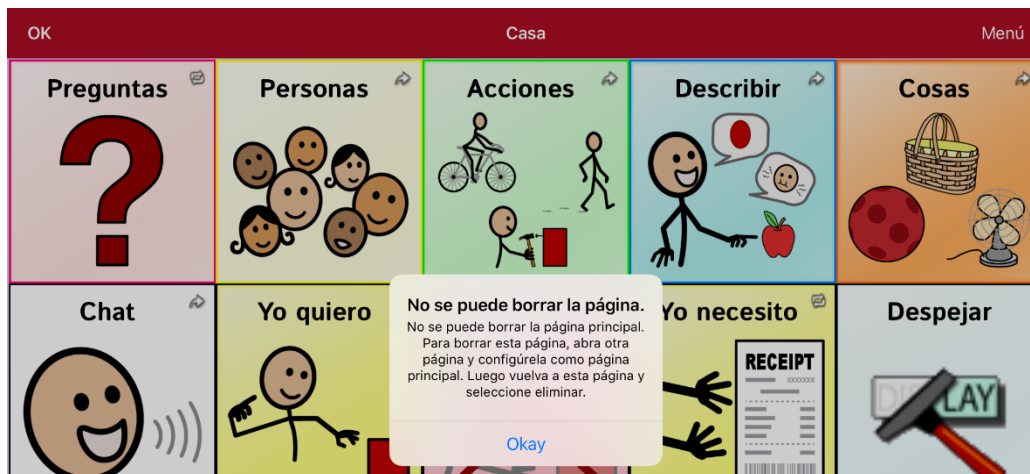 OK Casa Menú
Preguntas Personas Acciones Describir Cosas
Chat Yo quiero Yo necesito Despejar
No se puede borrar la página.
No se puede borrar la página principal.
Para borrar esta página, abra otra
página y configúrela como página
principal. Luego vuelva a esta página y
seleccione eliminar.
Okay
RECEIPT
XXXXXXX